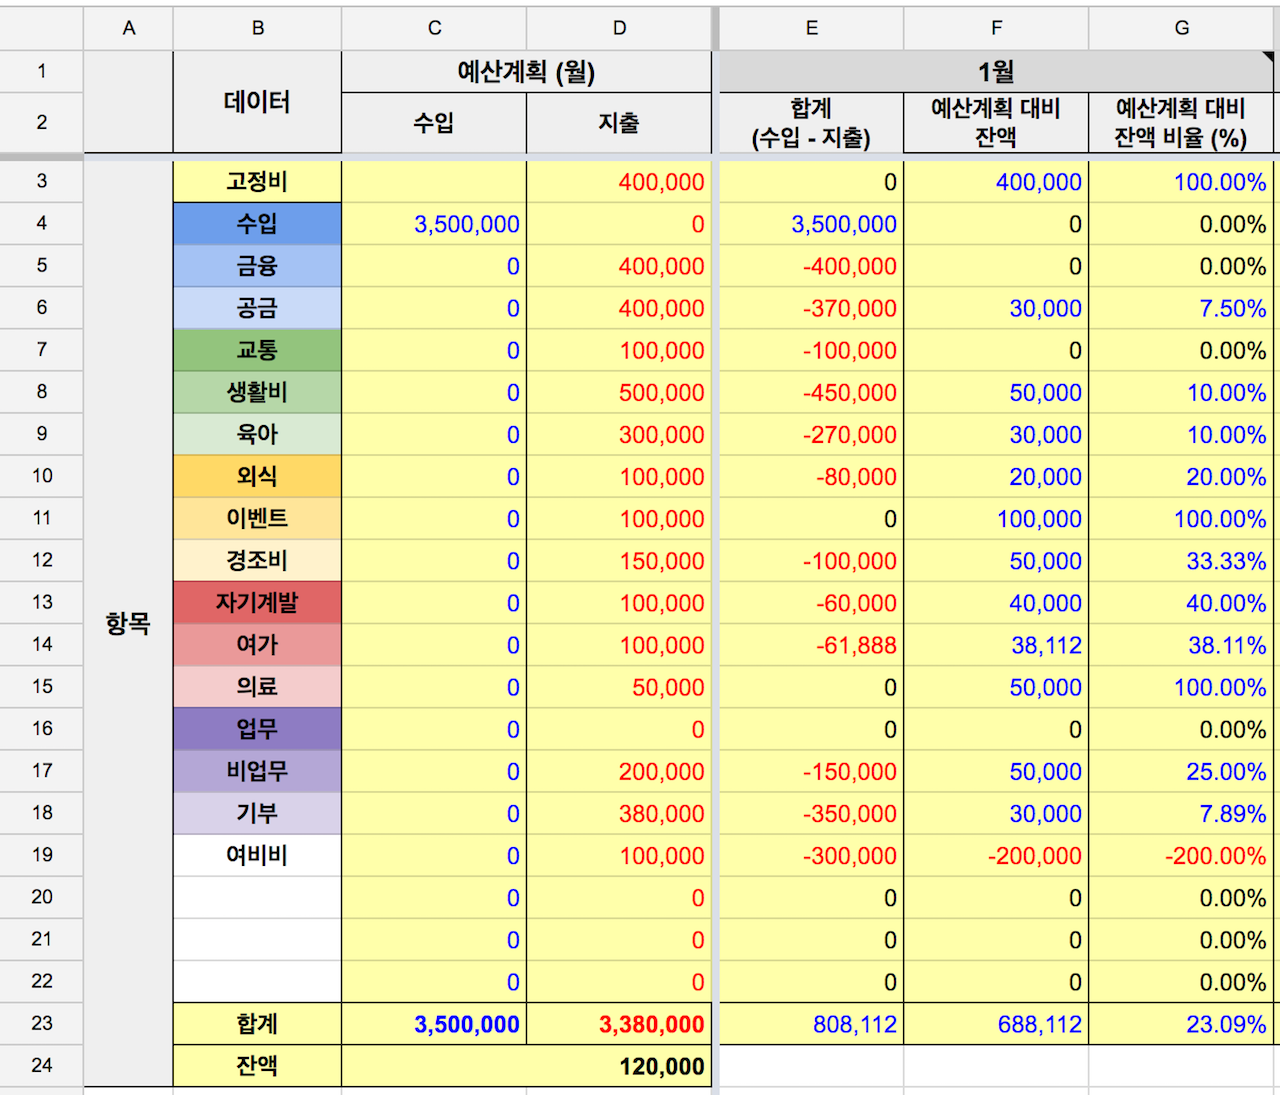 A B C D E F G
1 예산계획 (월) 1월
데이터
2 수입 지출 합계 예산계획 대비 예산계획 대비
(수입 - 지출) 잔액 잔액 비율 (%)
3 고정비 400,000 0 400,000 100.00%
4 수입 3,500,000 0 3,500,000 0 0.00%
5 금융 0 400,000 -400,000 0 0.00%
6 공금 0 400,000 -370,000 30,000 7.50%
7 교통 0 100,000 -100,000 0 0.00%
8 생활비 0 500,000 -450,000 50,000 10.00%
9 육아 0 300,000 -270,000 30,000 10.00%
10 외식 0 100,000 -80,000 20,000 20.00%
11 이벤트 0 100,000 0 100,000 100.00%
12 경조비 0 150,000 -100,000 50,000 33.33%
13 자기계발 0 100,000 -60,000 40,000 40.00%
항목
14 여가 0 100,000 -61,888 38,112 38.11%
15 의료 0 50,000 0 50,000 100.00%
16 업무 0 0 0 0 0.00%
17 비업무 0 200,000 -150,000 50,000 25.00%
18 기부 0 380,000 -350,000 30,000 7.89%
19 여비비 0 100,000 -300,000 -200,000 -200.00%
20 0 0 0 0 0.00%
21 0 0 0 0 0.00%
22 0 0 0 0 0.00%
23 합계 3,500,000 3,380,000 808,112 688,112 23.09%
24 잔액 120,000